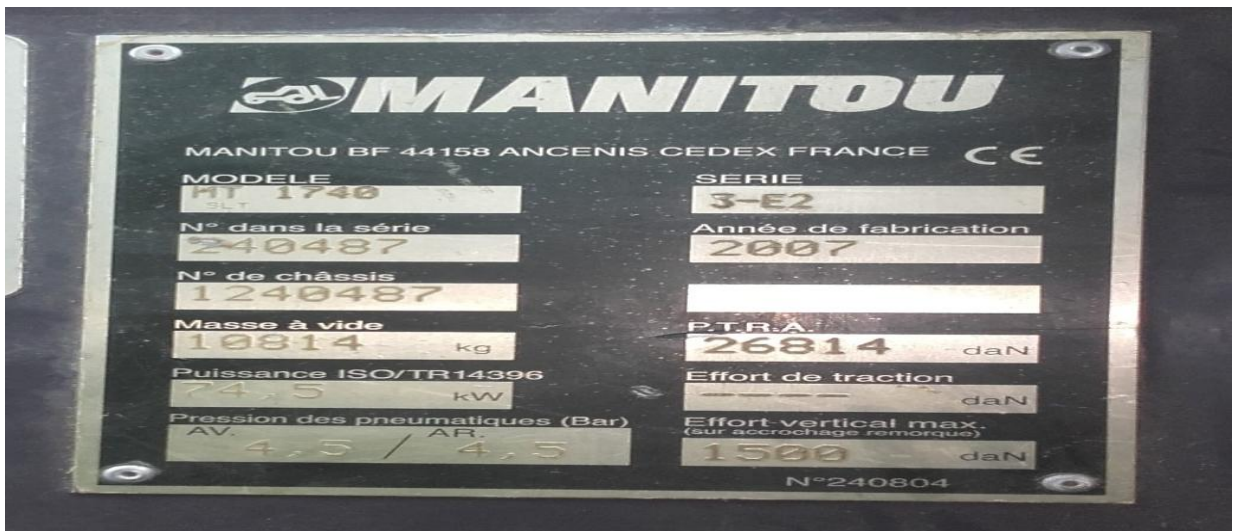 MANITOU
MANITOU BF 44158 ANCENIS CEDEX FRANCE CE
MODELE SERIE
MT 1740 3-E2
SLT
N° dans la série Année de fabrication
240487 2007
N° de châssis
1240487
Masse à vide P.T.R.A.
10814 kg 26814 daN
Puissance ISO/TR14396 Effort de traction
74,5 kW ---- daN
Pression des pneumatiques (Bar) Effort vertical max.
AV. AR. (sur accrochage remorque)
4,5 / 4,5 1500 daN
N°240804